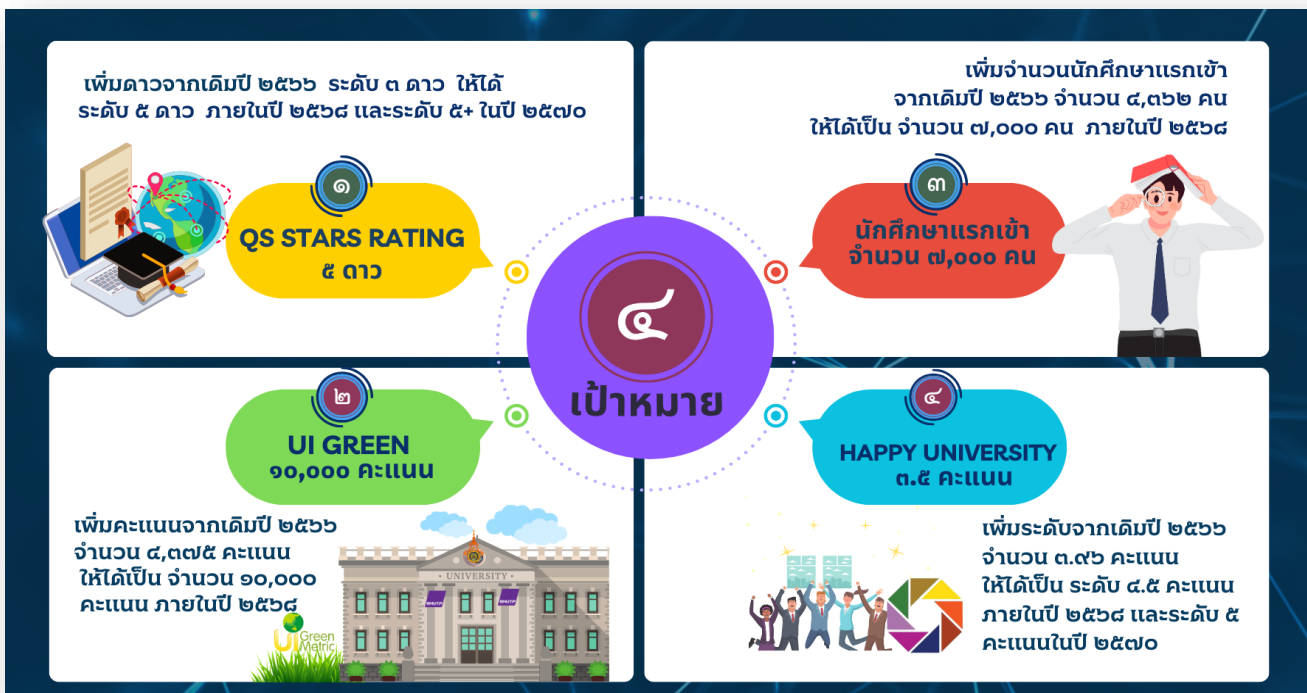 เพิ่มดาวจากเดิมปี ๒๕๖๖ ระดับ ๓ ดาว ให้ได้
ระดับ ๕ ดาว ภายในปี ๒๕๖๘ และระดับ ๕+ ในปี ๒๕๗๐
๑
QS STARS RATING
๕ ดาว
เพิ่มจำนวนนักศึกษาแรกเข้า
จากเดิมปี ๒๕๖๖ จำนวน ๔,๓๖๒ คน
ให้ได้เป็น จำนวน ๗,๐๐๐ คน ภายในปี ๒๕๖๘
๓
นักศึกษาแรกเข้า
จำนวน ๗,๐๐๐ คน
๔
เป้าหมาย
๒
UI GREEN
๑๐,๐๐๐ คะแนน
เพิ่มคะแนนจากเดิมปี ๒๕๖๖
จำนวน ๔,๓๗๕ คะแนน
ให้ได้เป็น จำนวน ๑๐,๐๐๐
คะแนน ภายในปี ๒๕๖๘
UI Green
Metric
• UNIVERSITY •
RMUTP
RMUTP
๔
HAPPY UNIVERSITY
๓.๕ คะแนน
เพิ่มระดับจากเดิมปี ๒๕๖๖
จำนวน ๓.๙๖ คะแนน
ให้ได้เป็น ระดับ ๔.๕ คะแนน
ภายในปี ๒๕๖๘ และระดับ ๕
คะแนนในปี ๒๕๗๐